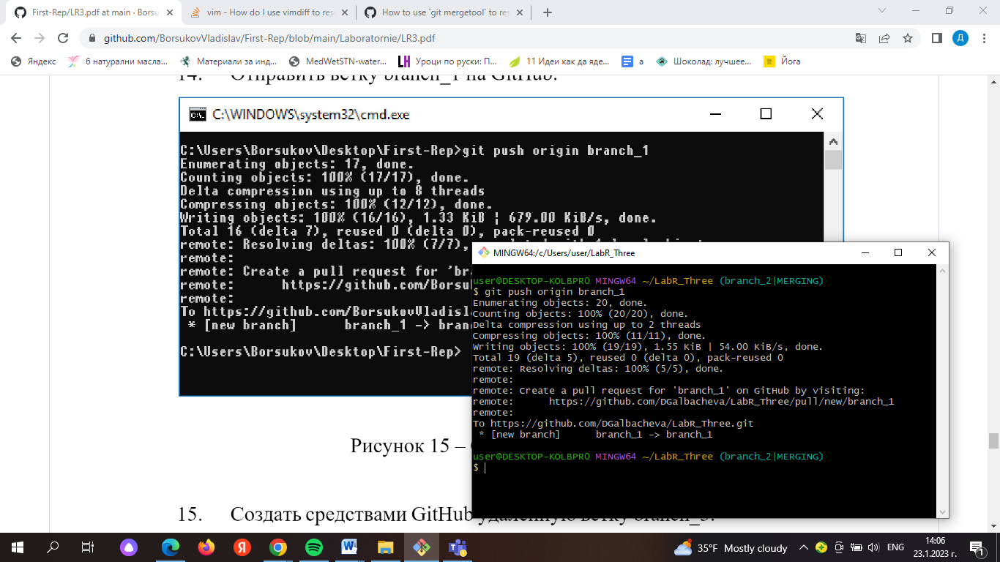 First-Rep/LR3.pdf at main · Borsu
vim - How do I use vimdiff to res
How to use `git mergetool` to re
github.com/BorsukovVladislav/First-Rep/blob/main/Laboratornie/LR3.pdf
Д
Яндекс
6 натурални масла...
Материали за инд...
MedWetSTN-water...
Уроци по руски: П...
11 Идеи как да яде...
а
Шоколад: лучшее...
Йога
14. Отправить ветку branch_1 на GitHub.
C:\WINDOWS\system32\cmd.exe
C:\Users\Borsukov\Desktop\First-Rep>git push origin branch_1
Enumerating objects: 17, done.
Counting objects: 100% (17/17), done.
Delta compression using up to 8 threads
Compressing objects: 100% (12/12), done.
Writing objects: 100% (16/16), 1.33 KiB ¦ 679.00 KiB/s, done.
Total 16 (delta 7), reused 0 (delta 0), pack-reused 0
remote: Resolving deltas: 100% (7/7),
remote:
remote: Create a pull request for 'bra
remote:      https://github.com/Borsu
remote:
To https://github.com/BorsukovVladisla
 * [new branch]      branch_1 -> bran
C:\Users\Borsukov\Desktop\First-Rep>
Рисунок 15 –
15. Создать средствами GitHub удаленную ветку branch_3.
MINGW64:/c/Users/user/LabR_Three
user@DESKTOP-KOLBPRO MINGW64 ~/LabR_Three (branch_2|MERGING)
$ git push origin branch_1
Enumerating objects: 20, done.
Counting objects: 100% (20/20), done.
Delta compression using up to 2 threads
Compressing objects: 100% (11/11), done.
Writing objects: 100% (19/19), 1.55 KiB | 54.00 KiB/s, done.
Total 19 (delta 5), reused 0 (delta 0), pack-reused 0
remote: Resolving deltas: 100% (5/5), done.
remote:
remote: Create a pull request for 'branch_1' on GitHub by visiting:
remote:      https://github.com/DGalbacheva/LabR_Three/pull/new/branch_1
remote:
To https://github.com/DGalbacheva/LabR_Three.git
 * [new branch]      branch_1 -> branch_1
user@DESKTOP-KOLBPRO MINGW64 ~/LabR_Three (branch_2|MERGING)
$
35°F Mostly cloudy
ENG
14:06
23.1.2023 г.
1